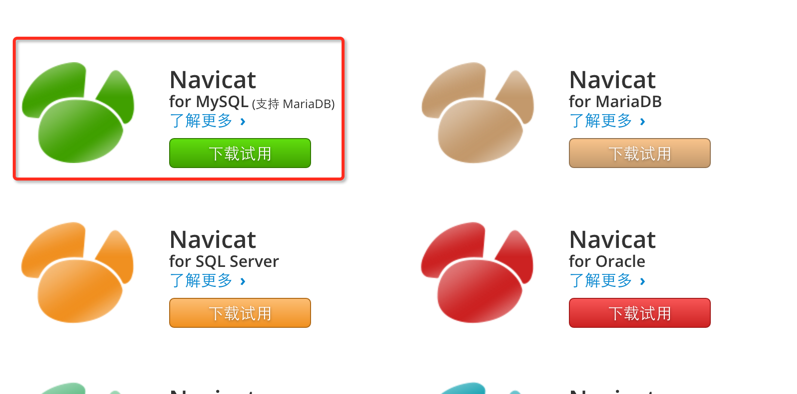 Navicat
for MySQL (支持 MariaDB)
了解更多 ›
下载试用
Navicat
for MariaDB
了解更多 ›
下载试用
Navicat
for SQL Server
了解更多 ›
下载试用
Navicat
for Oracle
了解更多 ›
下载试用